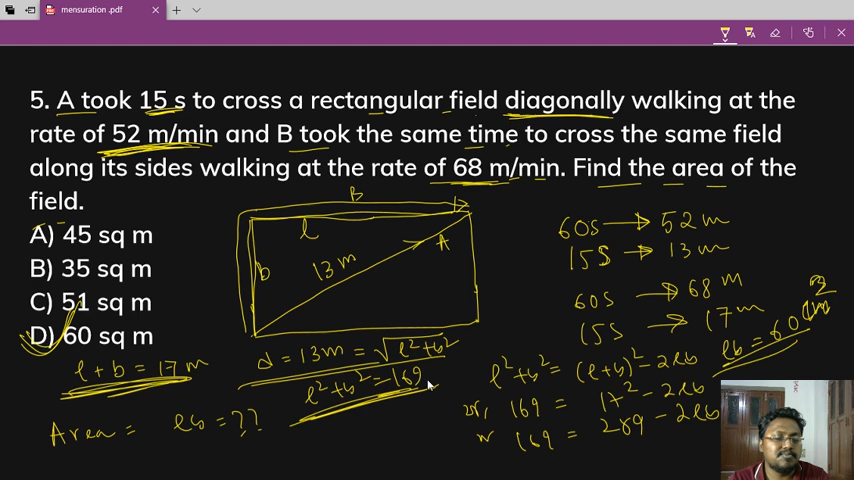 mensuration .pdf
5. A took 15 s to cross a rectangular field diagonally walking at the
rate of 52 m/min and B took the same time to cross the same field
along its sides walking at the rate of 68 m/min. Find the area of the
field.
A) 45 sq m
B) 35 sq m
C) 51 sq m
D) 60 sq m
l + b = 17 m
Area = lb = ??
B
l
b
13 m
A
d = 13m = √l²+b²
l²+b² = 169
60s → 52 m
15s → 13 m
60s → 68 m
15s → 17 m
l²+b² = (l+b)² - 2lb
or, 169 = 17² - 2lb
or 169 = 289 - 2lb
lb = 60 m²